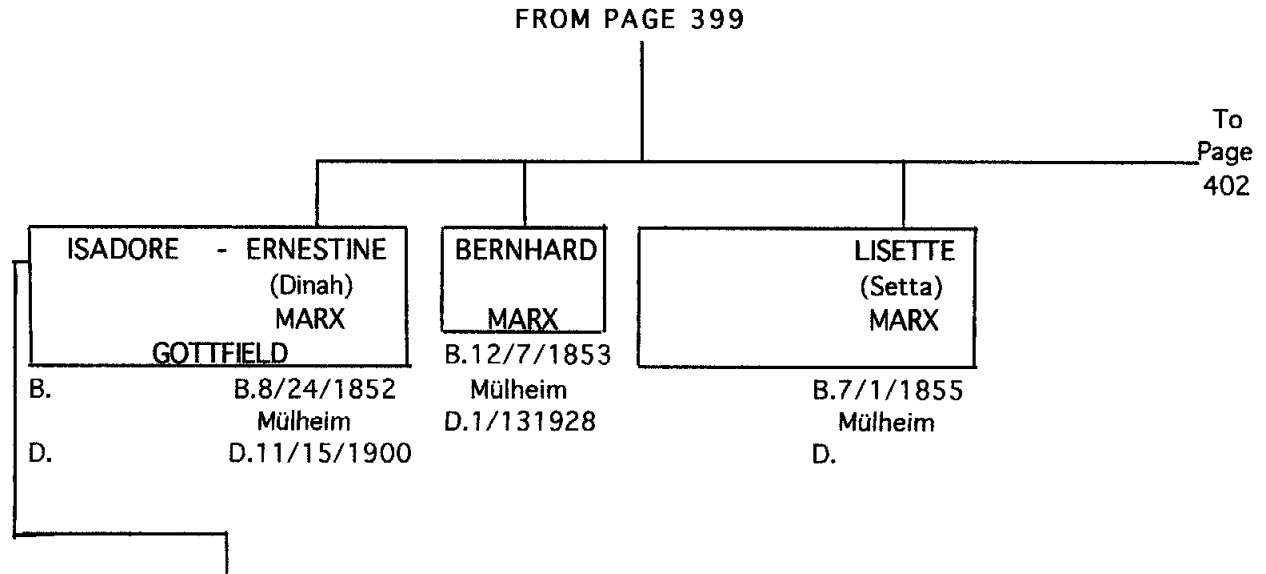 FROM PAGE 399
To
Page
402
ISADORE - ERNESTINE
(Dinah)
MARX
GOTTFIELD
B. B.8/24/1852
Mülheim
D. D.11/15/1900
BERNHARD
MARX
B.12/7/1853
Mülheim
D.1/131928
LISETTE
(Setta)
MARX
B.7/1/1855
Mülheim
D.